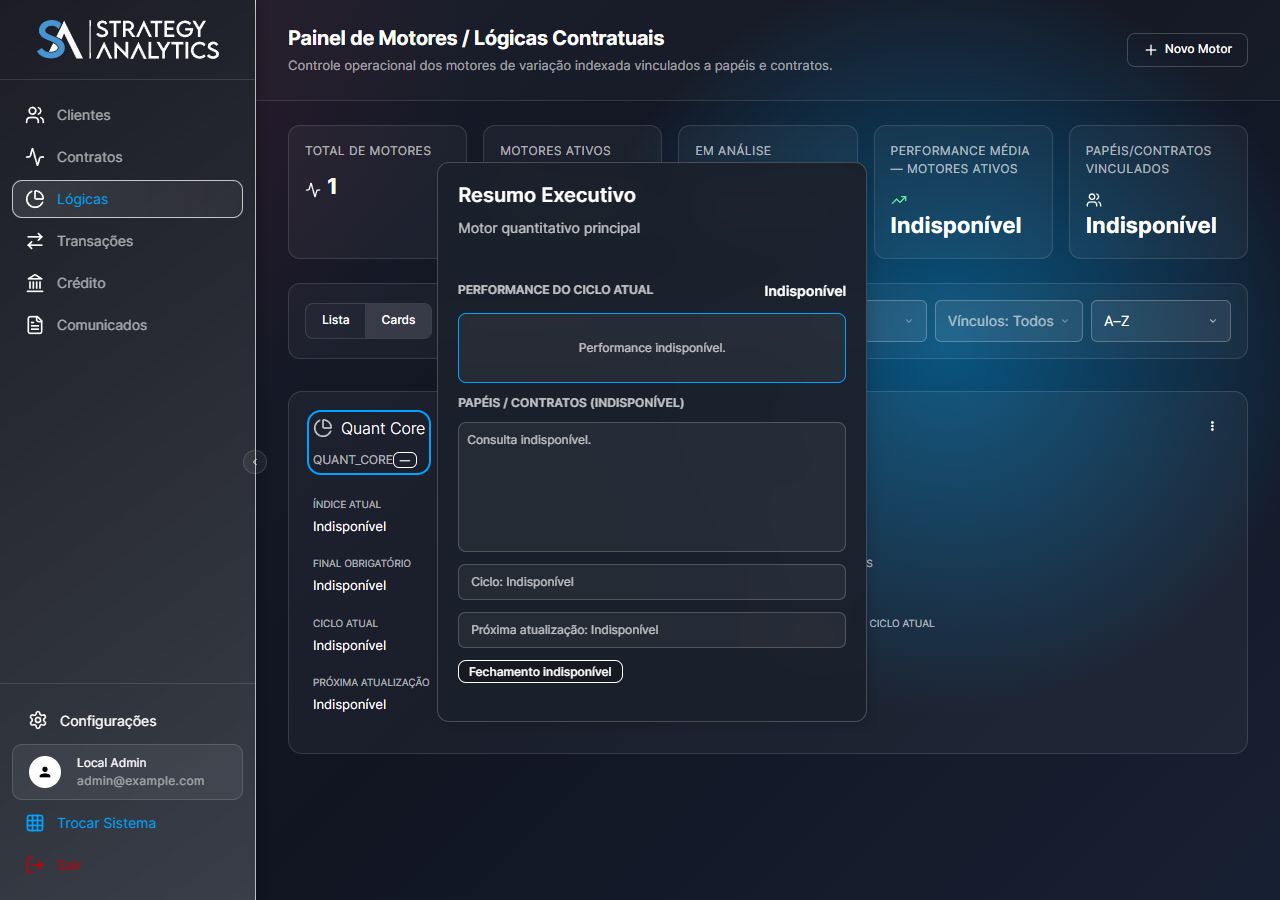 STRATEGY
ANALYTICS
Clientes
Contratos
Lógicas
Transações
Crédito
Comunicados
Configurações
Local Admin
admin@example.com
Trocar Sistema
Sair
Painel de Motores / Lógicas Contratuais
Controle operacional dos motores de variação indexada vinculados a papéis e contratos.
Novo Motor
TOTAL DE MOTORES
1
MOTORES ATIVOS
EM ANÁLISE
PERFORMANCE MÉDIA
— MOTORES ATIVOS
Indisponível
PAPÉIS/CONTRATOS
VINCULADOS
Indisponível
Lista
Cards
Vínculos: Todos
A–Z
Quant Core
QUANT_CORE —
ÍNDICE ATUAL
Indisponível
FINAL OBRIGATÓRIO
Indisponível
CICLO ATUAL
Indisponível
PRÓXIMA ATUALIZAÇÃO
Indisponível
S
CICLO ATUAL
Resumo Executivo
Motor quantitativo principal
PERFORMANCE DO CICLO ATUAL
Indisponível
Performance indisponível.
PAPÉIS / CONTRATOS (INDISPONÍVEL)
Consulta indisponível.
Ciclo: Indisponível
Próxima atualização: Indisponível
Fechamento indisponível